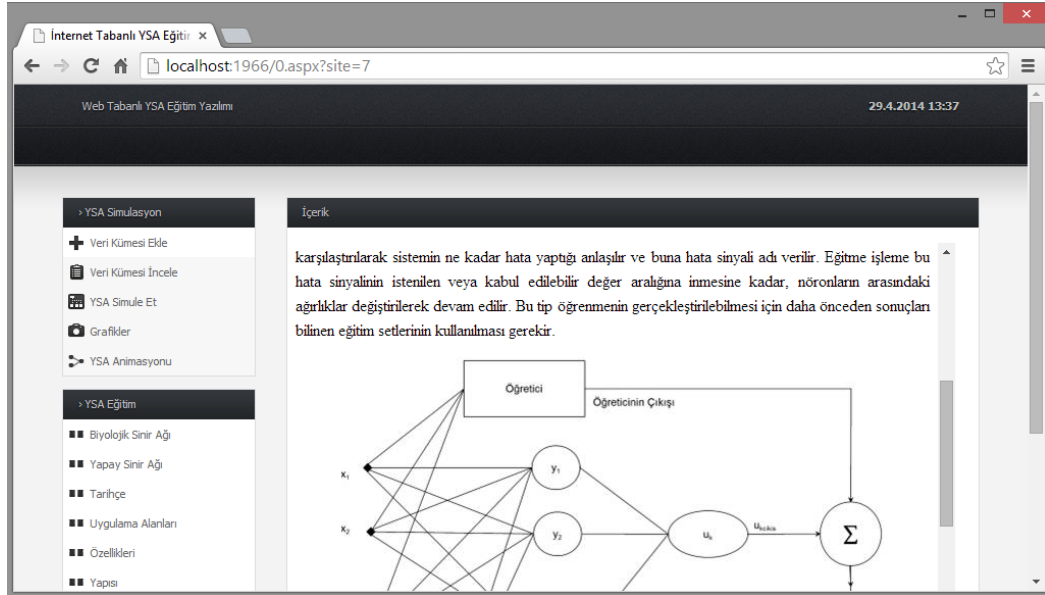 İnternet Tabanlı YSA Eğitir
localhost:1966/0.aspx?site=7
Web Tabanlı YSA Eğitim Yazılımı
29.4.2014 13:37
› YSA Simulasyon
Veri Kümesi Ekle
Veri Kümesi İncele
YSA Simule Et
Grafikler
YSA Animasyonu
› YSA Eğitim
Biyolojik Sinir Ağı
Yapay Sinir Ağı
Tarihçe
Uygulama Alanları
Özellikleri
Yapısı
İçerik
karşılaştırılarak sistemin ne kadar hata yaptığı anlaşılır ve buna hata sinyali adı verilir. Eğitme işleme bu
hata sinyalinin istenilen veya kabul edilebilir değer aralığına inmesine kadar, nöronların arasındaki
ağırlıklar değiştirilerek devam edilir. Bu tip öğrenmenin gerçekleştirilebilmesi için daha önceden sonuçları
bilinen eğitim setlerinin kullanılması gerekir.
Öğretici
Öğreticinin Çıkışı
x₁
y₁
x₂
y₂
uₖ
Σ